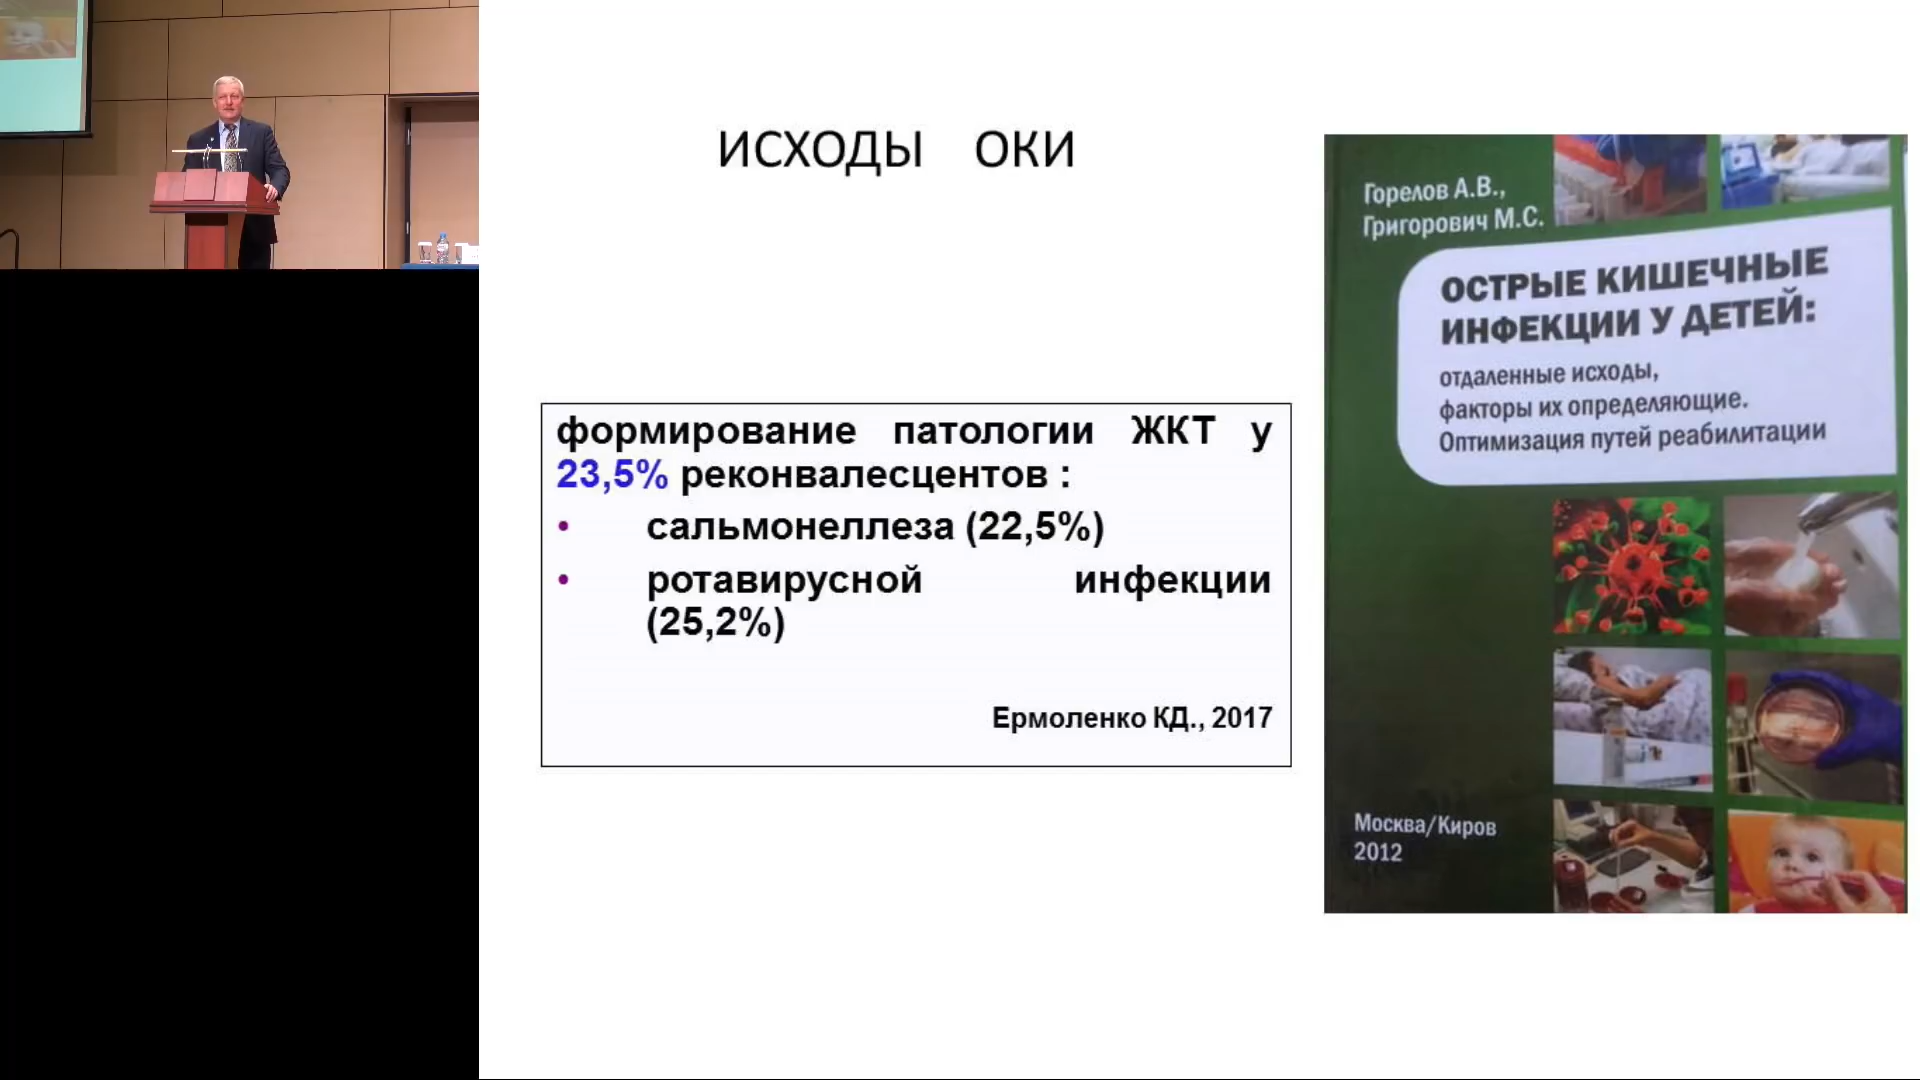 ИСХОДЫ ОКИ
формирование патологии ЖКТ у
23,5% реконвалесцентов :
• сальмонеллеза (22,5%)
• ротавирусной инфекции
(25,2%)
Ермоленко КД., 2017
Горелов А.В.,
Григорович М.С.
ОСТРЫЕ КИШЕЧНЫЕ
ИНФЕКЦИИ У ДЕТЕЙ:
отдаленные исходы,
факторы их определяющие.
Оптимизация путей реабилитации
Москва/Киров
2012